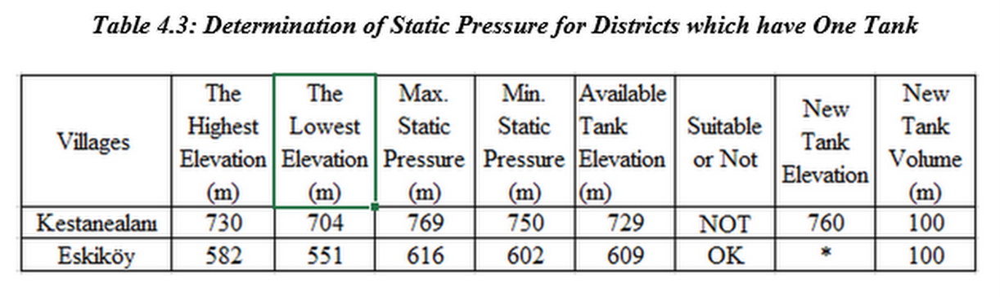 Table 4.3: Determination of Static Pressure for Districts which have One Tank
Villages | The Highest Elevation (m) | The Lowest Elevation (m) | Max. Static Pressure (m) | Min. Static Pressure (m) | Available Tank Elevation (m) | Suitable or Not | New Tank Elevation | New Tank Volume (m)
Kestanealanı | 730 | 704 | 769 | 750 | 729 | NOT | 760 | 100
Eskiköy | 582 | 551 | 616 | 602 | 609 | OK | * | 100